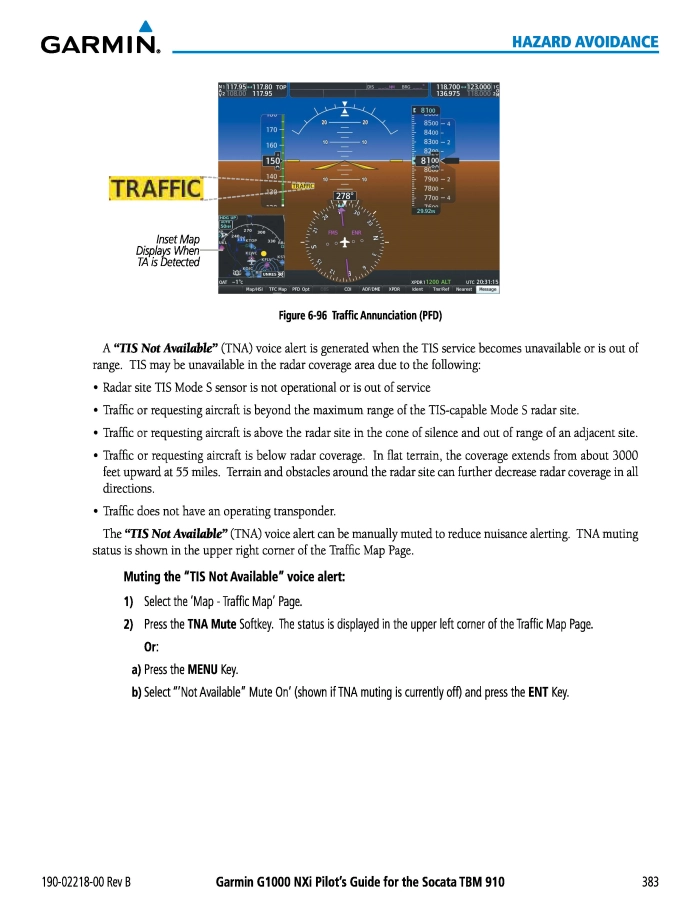 GARMIN®
HAZARD AVOIDANCE
117.95↔117.80 TOP
108.00 117.95
DIS
BRG
118.700↔123.000
136.975 118.000
170
160
150
140
130
20 20
10 10
10 10
TRAFFIC
TRAFFIC
8100
8500
8400
8300
8200
8100
7900
7800
7700
4
2
2
4
29.92IN
278°
FMS ENR
Inset Map
Displays When
TA is Detected
OAT -1°C
XPDR 1 1200 ALT UTC 20:31:15
Map/HSI TFC Map PFD Opt CDI ADF/DME XPDR Ident Tmr/Ref Nearest Message
Figure 6-96 Traffic Annunciation (PFD)
A “TIS Not Available” (TNA) voice alert is generated when the TIS service becomes unavailable or is out of
range. TIS may be unavailable in the radar coverage area due to the following:
• Radar site TIS Mode S sensor is not operational or is out of service
• Traffic or requesting aircraft is beyond the maximum range of the TIS-capable Mode S radar site.
• Traffic or requesting aircraft is above the radar site in the cone of silence and out of range of an adjacent site.
• Traffic or requesting aircraft is below radar coverage. In flat terrain, the coverage extends from about 3000
feet upward at 55 miles. Terrain and obstacles around the radar site can further decrease radar coverage in all
directions.
• Traffic does not have an operating transponder.
The “TIS Not Available” (TNA) voice alert can be manually muted to reduce nuisance alerting. TNA muting
status is shown in the upper right corner of the Traffic Map Page.
Muting the “TIS Not Available” voice alert:
1) Select the ‘Map - Traffic Map’ Page.
2) Press the TNA Mute Softkey. The status is displayed in the upper left corner of the Traffic Map Page.
Or:
a) Press the MENU Key.
b) Select “‘Not Available” Mute On’ (shown if TNA muting is currently off) and press the ENT Key.
190-02218-00 Rev B
Garmin G1000 NXi Pilot’s Guide for the Socata TBM 910
383